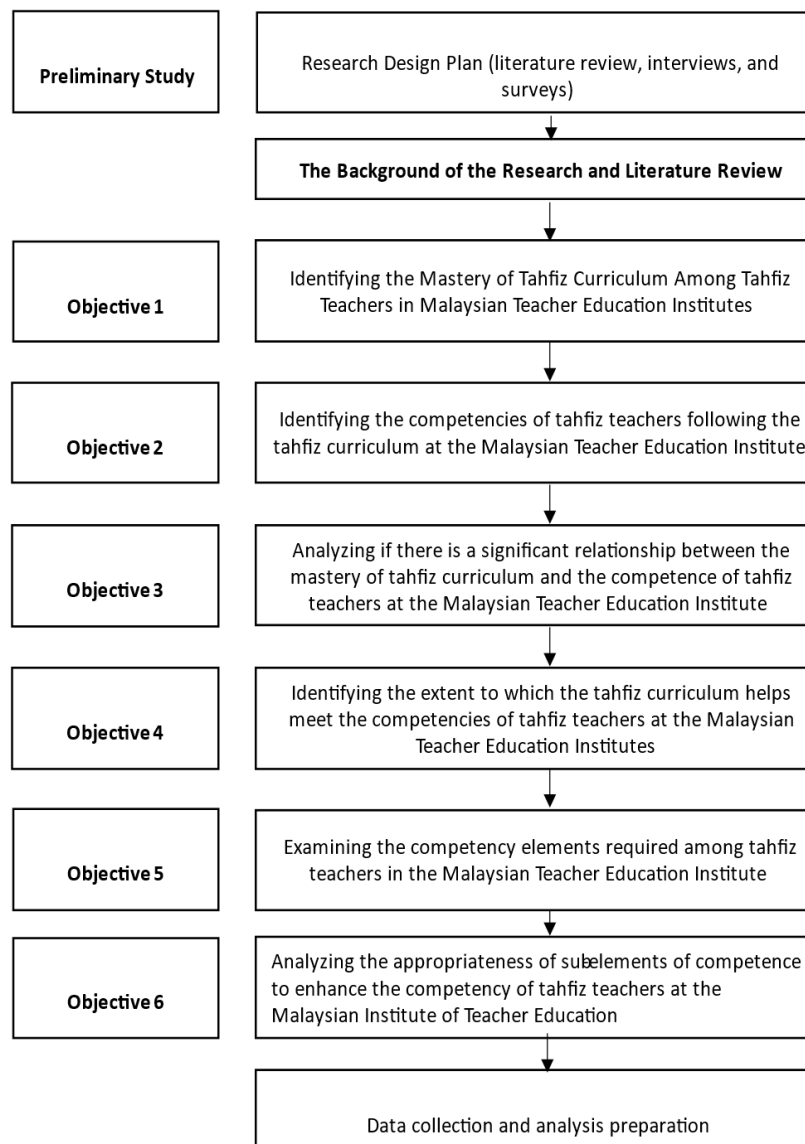 Preliminary Study
Research Design Plan (literature review, interviews, and
surveys)
The Background of the Research and Literature Review
Objective 1
Identifying the Mastery of Tahfiz Curriculum Among Tahfiz
Teachers in Malaysian Teacher Education Institutes
Objective 2
Identifying the competencies of tahfiz teachers following the
tahfiz curriculum at the Malaysian Teacher Education Institute
Objective 3
Analyzing if there is a significant relationship between the
mastery of tahfiz curriculum and the competence of tahfiz
teachers at the Malaysian Teacher Education Institute
Objective 4
Identifying the extent to which the tahfiz curriculum helps
meet the competencies of tahfiz teachers at the Malaysian
Teacher Education Institutes
Objective 5
Examining the competency elements required among tahfiz
teachers in the Malaysian Teacher Education Institute
Objective 6
Analyzing the appropriateness of subelements of competence
to enhance the competency of tahfiz teachers at the
Malaysian Institute of Teacher Education
Data collection and analysis preparation